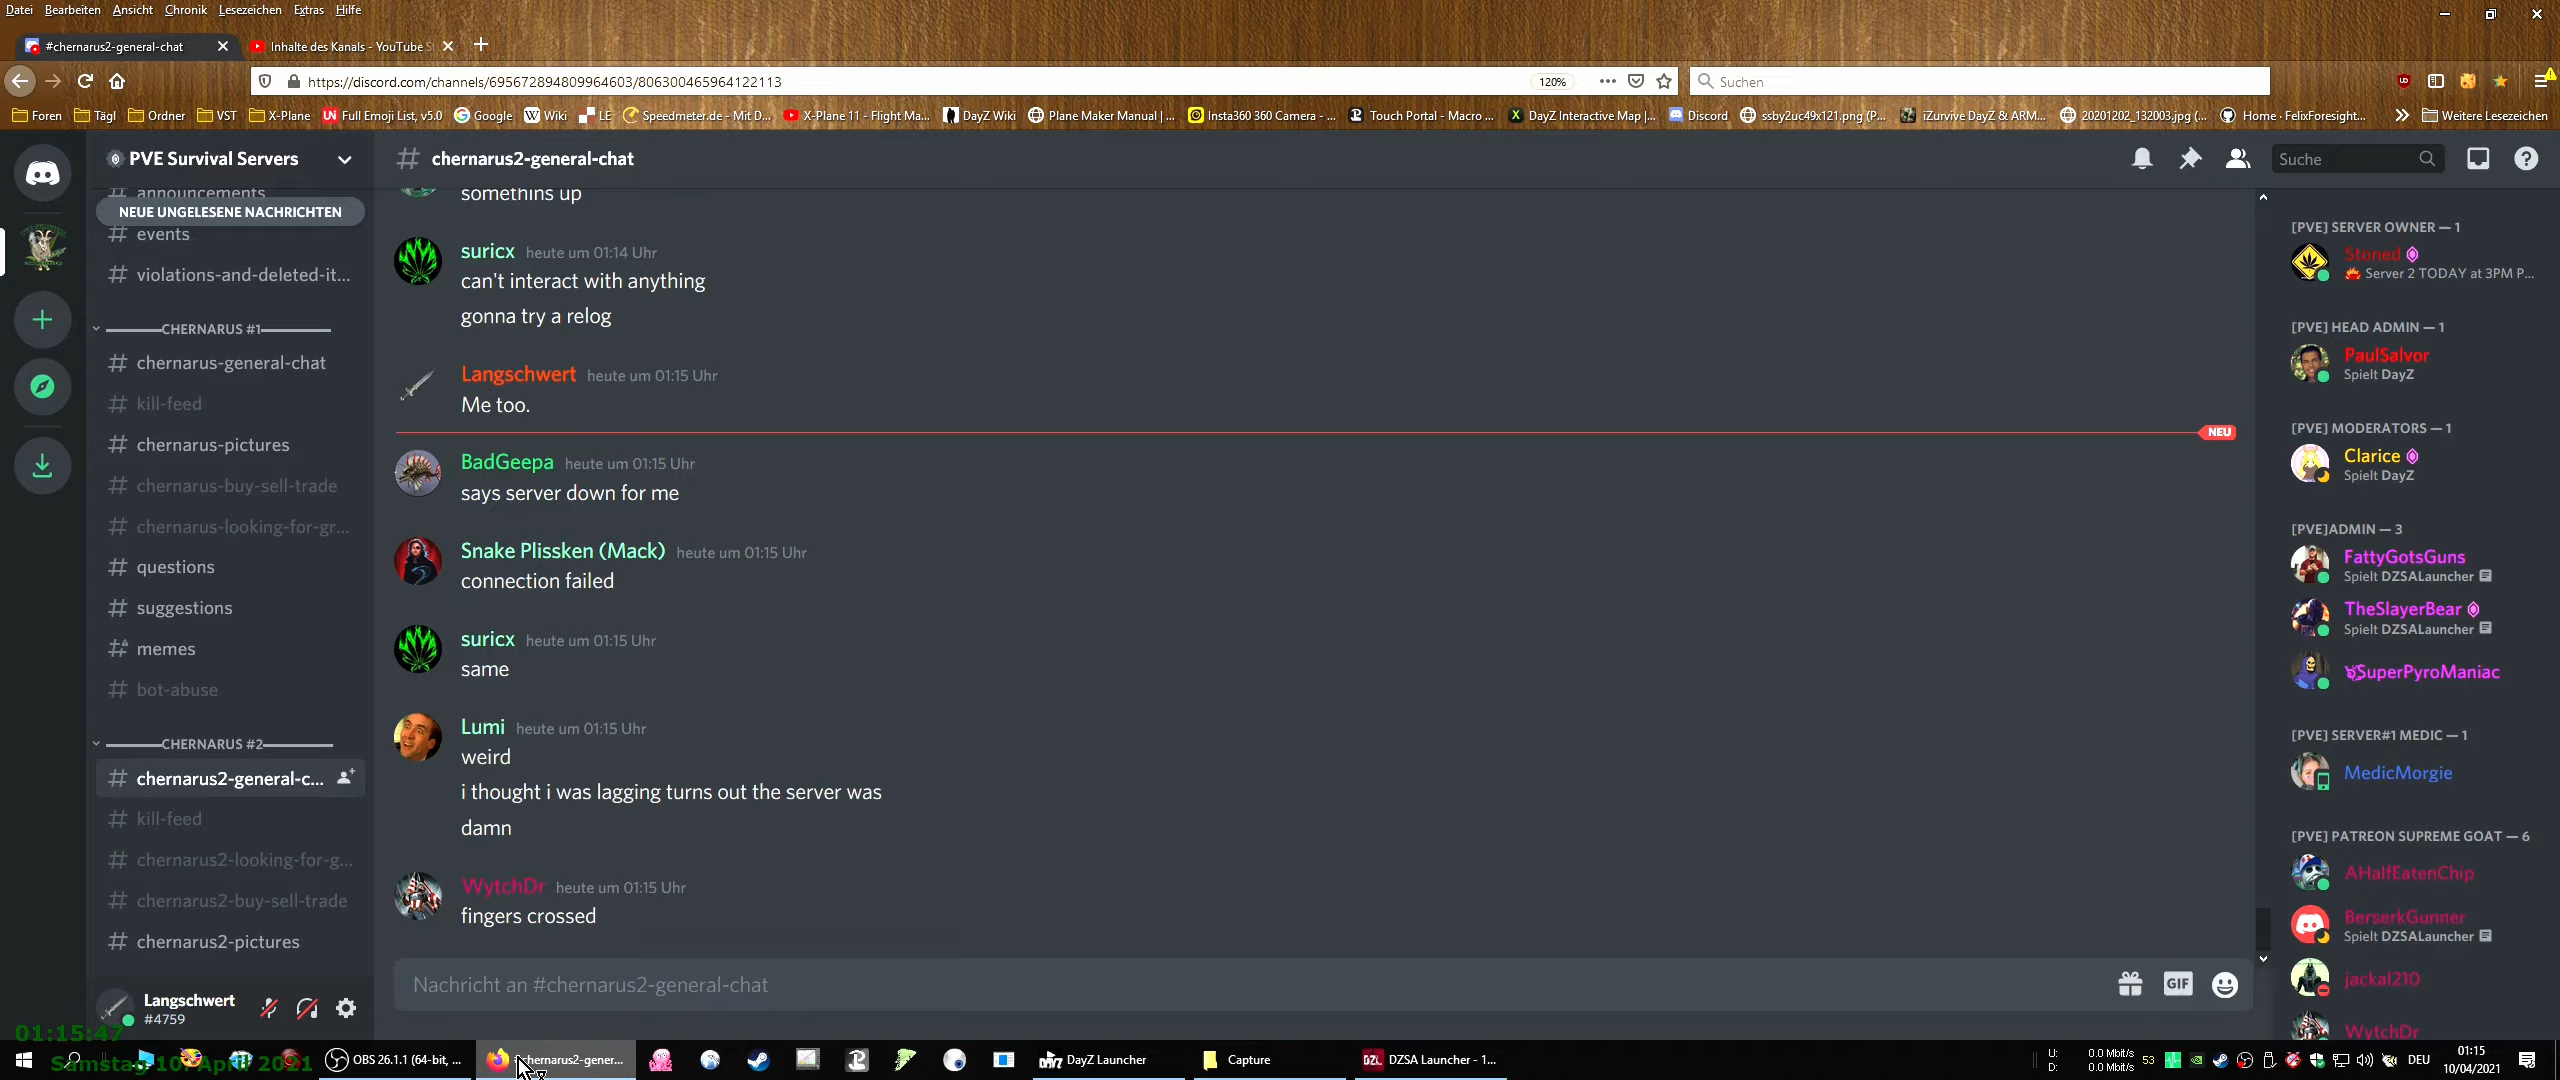 Datei Bearbeiten Ansicht Chronik Lesezeichen Extras Hilfe
#chernarus2-general-chat
Inhalte des Kanals - YouTube S
https://discord.com/channels/695672894809964603/806300465964122113
120%
Suchen
Foren Tägl Ordner VST X-Plane Full Emoji List, v5.0 Google Wiki LE Speedmeter.de - Mit D... X-Plane 11 - Flight Ma... DayZ Wiki Plane Maker Manual |... Insta360 360 Camera - ... Touch Portal - Macro ... DayZ Interactive Map |... Discord ssby2uc49x121.png (P... iZurvive DayZ & ARM... 20201202_132003.jpg (... Home · FelixForesight... Weitere Lesezeichen
PVE Survival Servers
announcements
NEUE UNGELESENE NACHRICHTEN
events
violations-and-deleted-it...
CHERNARUS #1
chernarus-general-chat
kill-feed
chernarus-pictures
chernarus-buy-sell-trade
chernarus-looking-for-gr...
questions
suggestions
memes
bot-abuse
CHERNARUS #2
chernarus2-general-c...
kill-feed
chernarus2-looking-for-g...
chernarus2-buy-sell-trade
chernarus2-pictures
Langschwert
#4759
chernarus2-general-chat
Suche
somethins up
suricx heute um 01:14 Uhr
can't interact with anything
gonna try a relog
Langschwert heute um 01:15 Uhr
Me too.
NEU
BadGeepa heute um 01:15 Uhr
says server down for me
Snake Plissken (Mack) heute um 01:15 Uhr
connection failed
suricx heute um 01:15 Uhr
same
Lumi heute um 01:15 Uhr
weird
i thought i was lagging turns out the server was
damn
WytchDr heute um 01:15 Uhr
fingers crossed
Nachricht an #chernarus2-general-chat
GIF
[PVE] SERVER OWNER — 1
Stoned
Server 2 TODAY at 3PM P...
[PVE] HEAD ADMIN — 1
PaulSalvor
Spielt DayZ
[PVE] MODERATORS — 1
Clarice
Spielt DayZ
[PVE]ADMIN — 3
FattyGotsGuns
Spielt DZSALauncher
TheSlayerBear
Spielt DZSALauncher
SuperPyroManiac
[PVE] SERVER#1 MEDIC — 1
MedicMorgie
[PVE] PATREON SUPREME GOAT — 6
AHalfEatenChip
BerserkGunner
Spielt DZSALauncher
jackal210
WytchDr
01:15:47
Samstag 10. April 2021
OBS 26.1.1 (64-bit, ...
chernarus2-gener...
DayZ Launcher
Capture
DZSA Launcher - 1...
U: 0.0 Mbit/s
D: 0.0 Mbit/s
53
DEU
01:15
10/04/2021